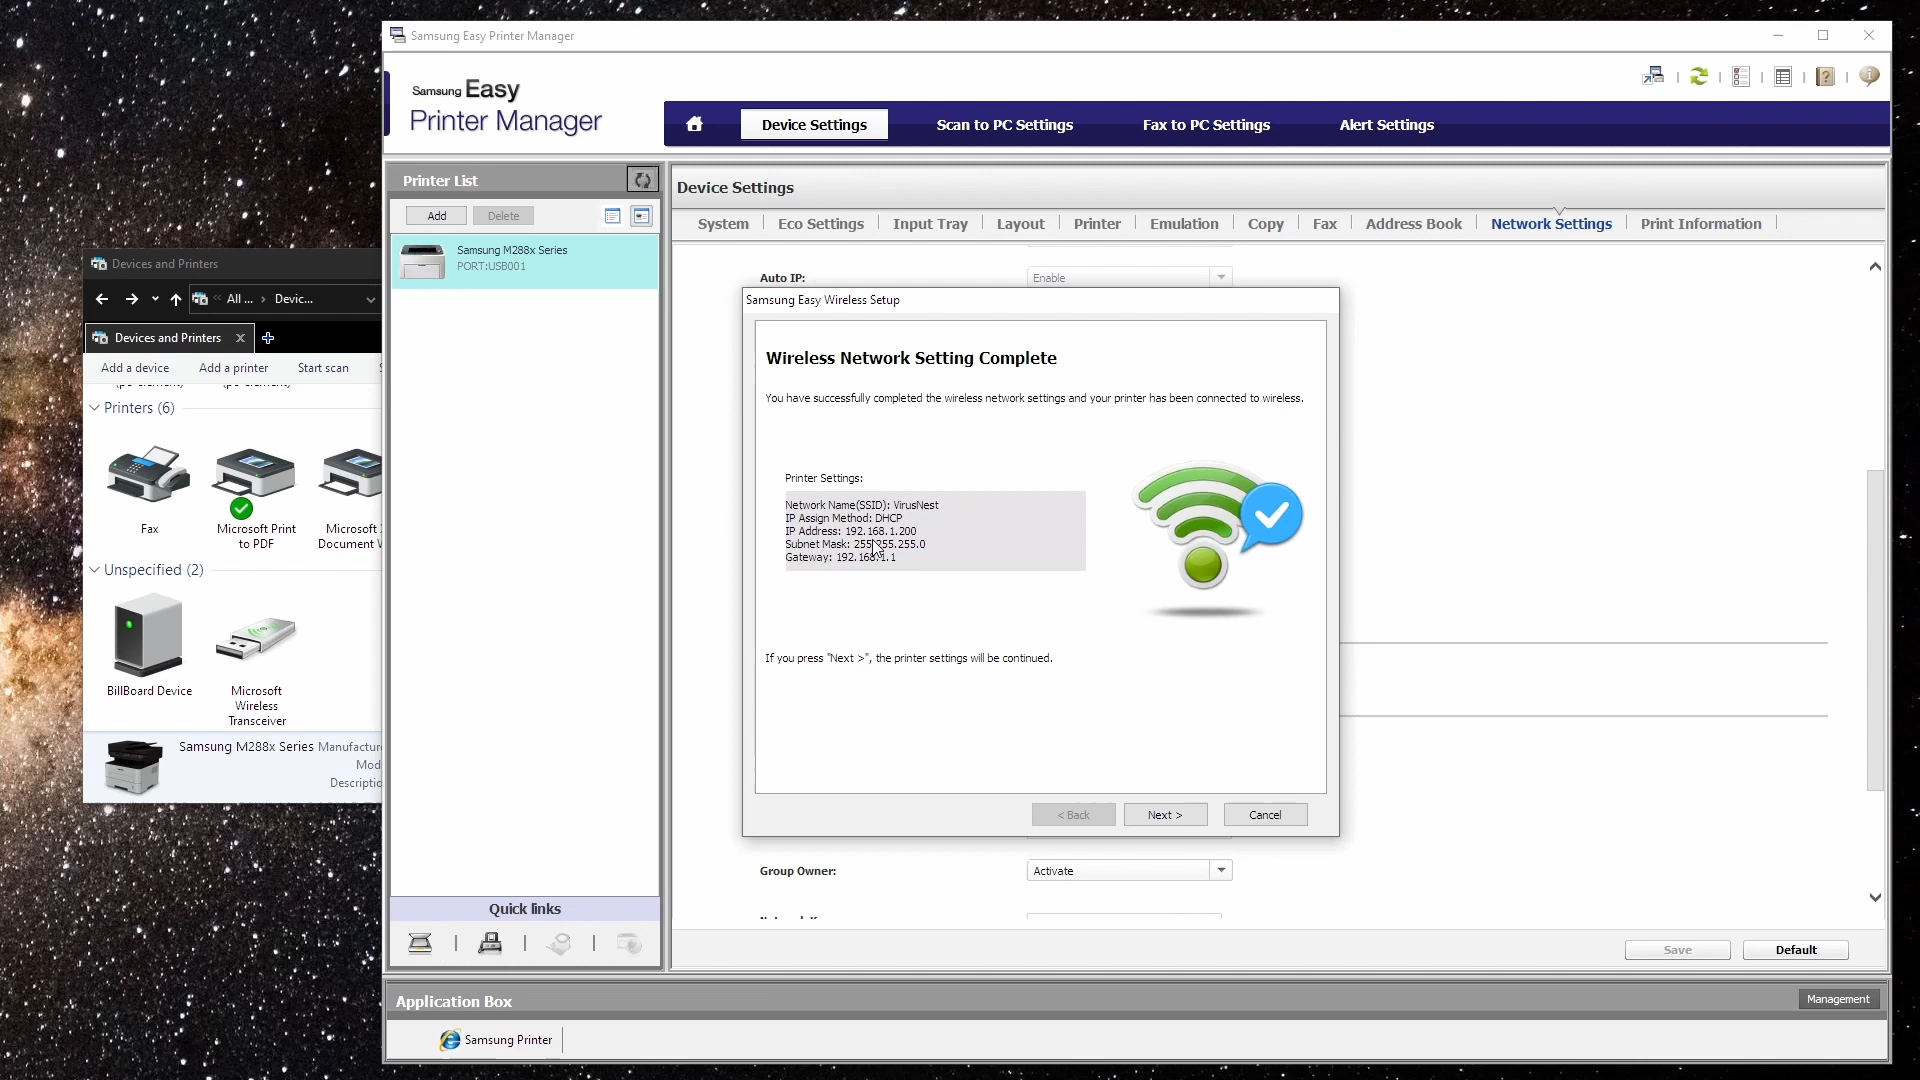 Samsung Easy Printer Manager
Samsung Easy
Printer Manager
Device Settings
Scan to PC Settings
Fax to PC Settings
Alert Settings
Printer List
Add
Delete
Samsung M288x Series
PORT:USB001
Quick links
Device Settings
System
Eco Settings
Input Tray
Layout
Printer
Emulation
Copy
Fax
Address Book
Network Settings
Print Information
Auto IP:
Enable
Samsung Easy Wireless Setup
Wireless Network Setting Complete
You have successfully completed the wireless network settings and your printer has been connected to wireless.
Printer Settings:
Network Name(SSID): VirusNest
IP Assign Method: DHCP
IP Address: 192.168.1.200
Subnet Mask: 255.255.255.0
Gateway: 192.168.1.1
If you press "Next >", the printer settings will be continued.
< Back
Next >
Cancel
Group Owner:
Activate
Save
Default
Application Box
Management
Samsung Printer
Devices and Printers
All ...
Devic...
Devices and Printers
Add a device
Add a printer
Start scan
Printers (6)
Fax
Microsoft Print
to PDF
Microsoft
Document W
Unspecified (2)
BillBoard Device
Microsoft
Wireless
Transceiver
Samsung M288x Series
Manufacture
Mod
Descriptio